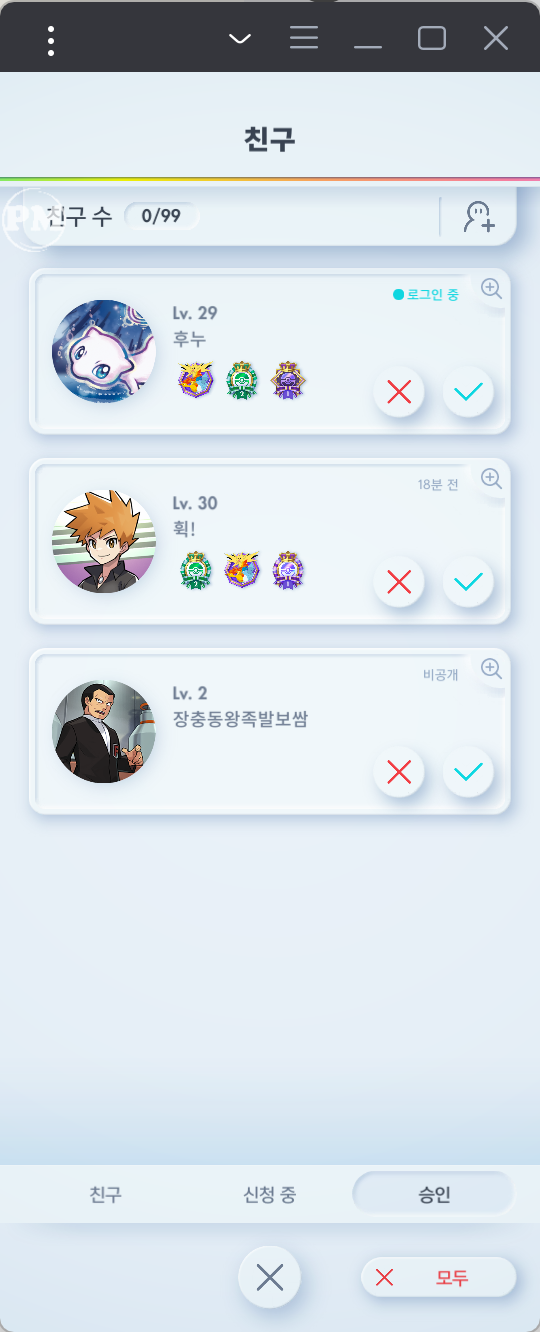 친구
친구 수 0/99
PM
로그인 중
Lv. 29
후누
18분 전
Lv. 30
휙!
비공개
Lv. 2
장충동왕족발보쌈
친구 신청 중 승인
모두